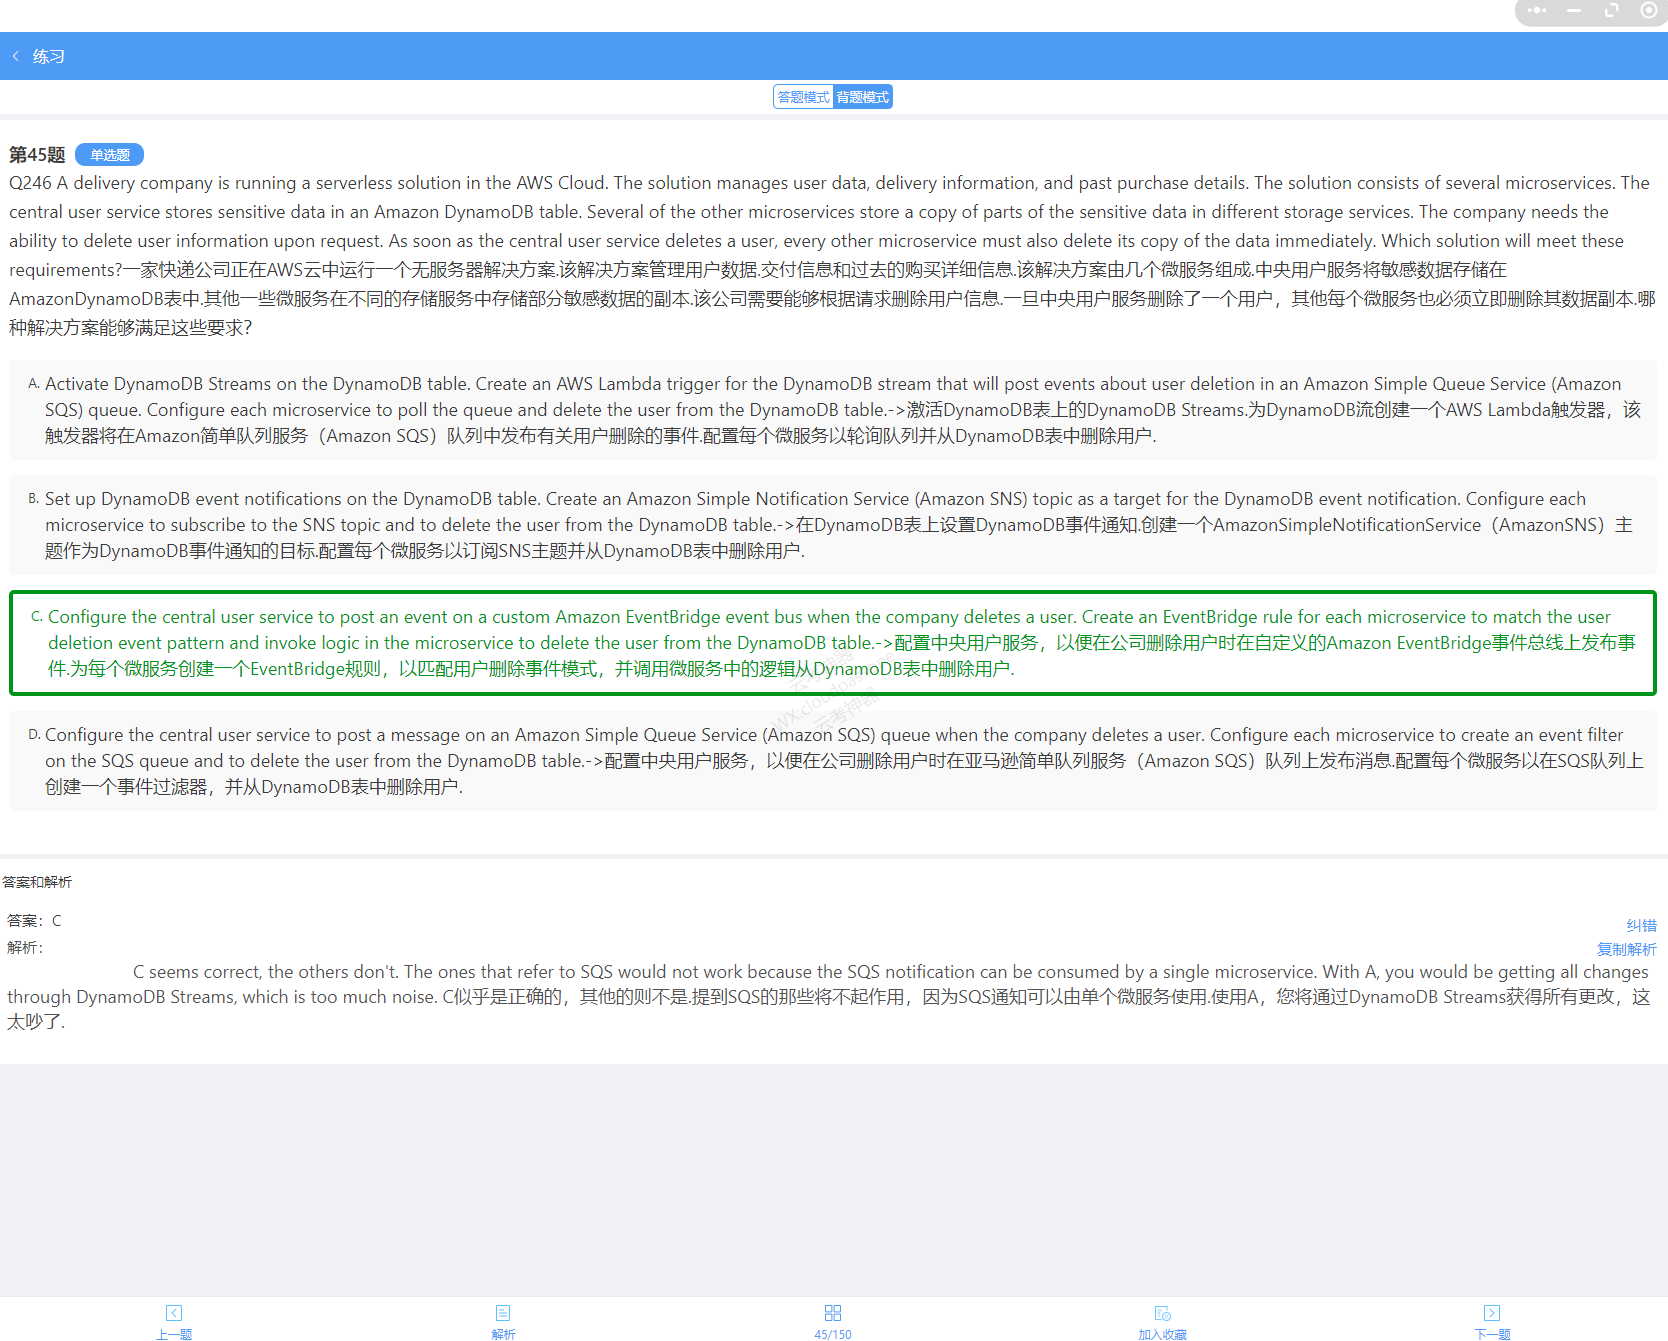 练习
答题模式 背题模式
第45题 单选题
Q246 A delivery company is running a serverless solution in the AWS Cloud. The solution manages user data, delivery information, and past purchase details. The solution consists of several microservices. The
central user service stores sensitive data in an Amazon DynamoDB table. Several of the other microservices store a copy of parts of the sensitive data in different storage services. The company needs the
ability to delete user information upon request. As soon as the central user service deletes a user, every other microservice must also delete its copy of the data immediately. Which solution will meet these
requirements?一家快递公司正在AWS云中运行一个无服务器解决方案.该解决方案管理用户数据.交付信息和过去的购买详细信息.该解决方案由几个微服务组成.中央用户服务将敏感数据存储在
AmazonDynamoDB表中.其他一些微服务在不同的存储服务中存储部分敏感数据的副本.该公司需要能够根据请求删除用户信息.一旦中央用户服务删除了一个用户，其他每个微服务也必须立即删除其数据副本.哪
种解决方案能够满足这些要求？
A. Activate DynamoDB Streams on the DynamoDB table. Create an AWS Lambda trigger for the DynamoDB stream that will post events about user deletion in an Amazon Simple Queue Service (Amazon
SQS) queue. Configure each microservice to poll the queue and delete the user from the DynamoDB table.->激活DynamoDB表上的DynamoDB Streams.为DynamoDB流创建一个AWS Lambda触发器，该
触发器将在Amazon简单队列服务（Amazon SQS）队列中发布有关用户删除的事件.配置每个微服务以轮询队列并从DynamoDB表中删除用户.
B. Set up DynamoDB event notifications on the DynamoDB table. Create an Amazon Simple Notification Service (Amazon SNS) topic as a target for the DynamoDB event notification. Configure each
microservice to subscribe to the SNS topic and to delete the user from the DynamoDB table.->在DynamoDB表上设置DynamoDB事件通知.创建一个AmazonSimpleNotificationService（AmazonSNS）主
题作为DynamoDB事件通知的目标.配置每个微服务以订阅SNS主题并从DynamoDB表中删除用户.
C. Configure the central user service to post an event on a custom Amazon EventBridge event bus when the company deletes a user. Create an EventBridge rule for each microservice to match the user
deletion event pattern and invoke logic in the microservice to delete the user from the DynamoDB table.->配置中央用户服务，以便在公司删除用户时在自定义的Amazon EventBridge事件总线上发布事
件.为每个微服务创建一个EventBridge规则，以匹配用户删除事件模式，并调用微服务中的逻辑从DynamoDB表中删除用户.
云考神器
D. Configure the central user service to post a message on an Amazon Simple Queue Service (Amazon SQS) queue when the company deletes a user. Configure each microservice to create an event filter
on the SQS queue and to delete the user from the DynamoDB table.->配置中央用户服务，以便在公司删除用户时在亚马逊简单队列服务（Amazon SQS）队列上发布消息.配置每个微服务以在SQS队列上
创建一个事件过滤器，并从DynamoDB表中删除用户.
答案和解析
答案：C
纠错
解析：
复制解析
C seems correct, the others don't. The ones that refer to SQS would not work because the SQS notification can be consumed by a single microservice. With A, you would be getting all changes
through DynamoDB Streams, which is too much noise. C似乎是正确的，其他的则不是.提到SQS的那些将不起作用，因为SQS通知可以由单个微服务使用.使用A，您将通过DynamoDB Streams获得所有更改，这
太吵了.
上一题 解析 45/150 加入收藏 下一题